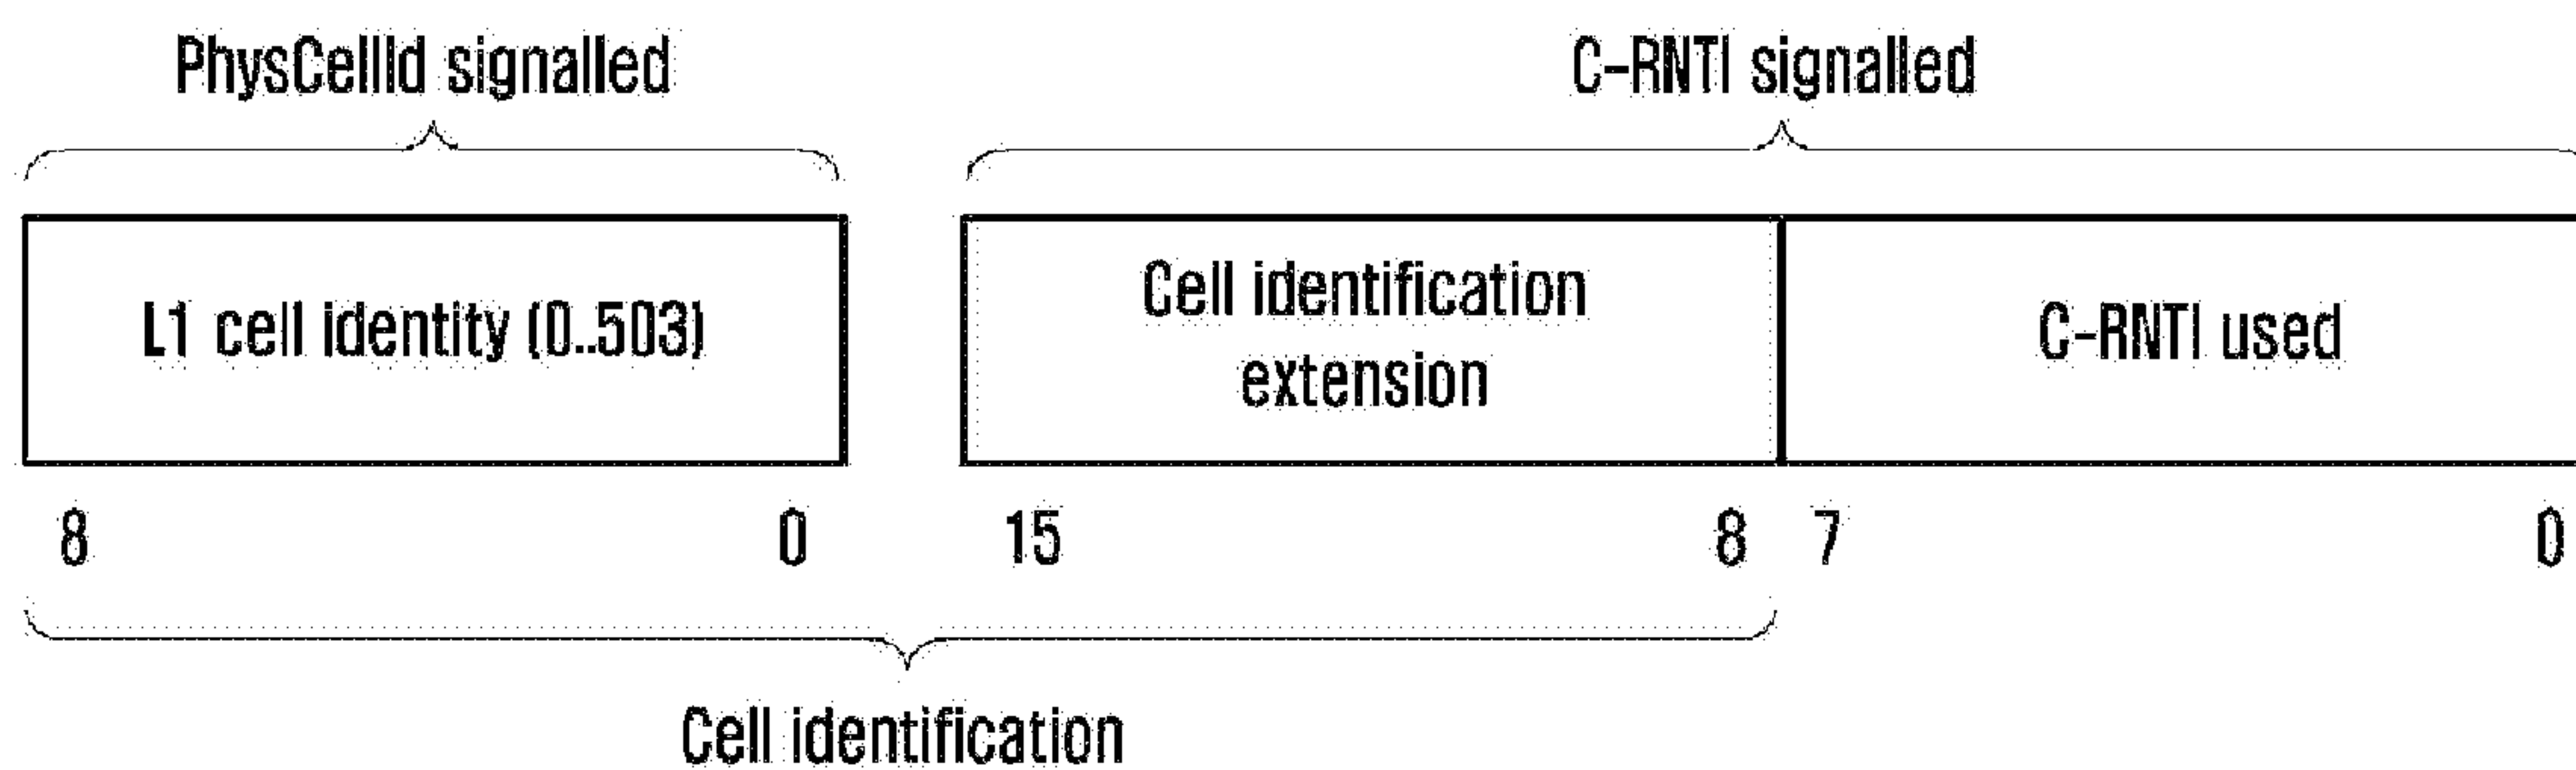 PhysCellId signalled
C-RNTI signalled
L1 cell identity (0..503)
Cell identification
extension
C-RNTI used
8 0 15 8 7 0
Cell identification